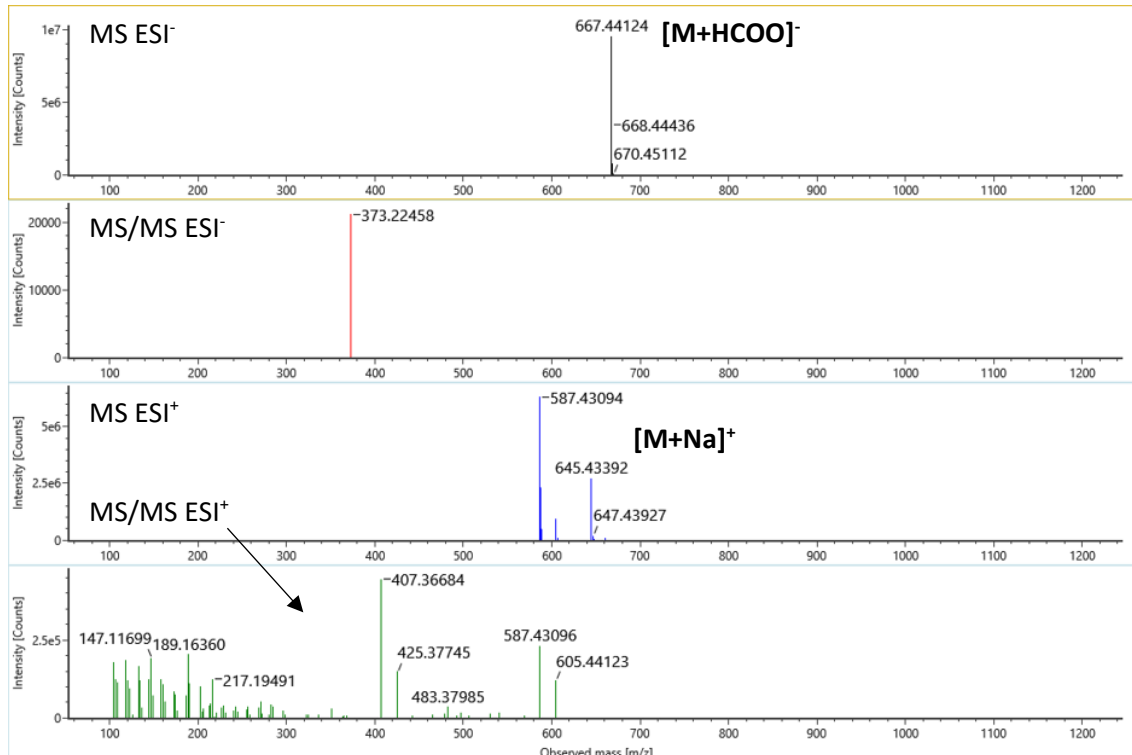 MS ESI-
667.44124
[M+HCOO]-
668.44436
670.45112
Intensity [Counts]
1e7
5e6
0
100 200 300 400 500 600 700 800 900 1000 1100 1200
MS/MS ESI-
373.22458
Intensity [Counts]
20000
10000
0
100 200 300 400 500 600 700 800 900 1000 1100 1200
MS ESI+
587.43094
[M+Na]+
645.43392
647.43927
Intensity [Counts]
5e6
2.5e6
0
MS/MS ESI+
100 200 300 400 500 600 700 800 900 1000 1100 1200
407.36684
147.11699
189.16360
217.19491
425.37745
483.37985
587.43096
605.44123
Intensity [Counts]
2.5e5
0
100 200 300 400 500 600 700 800 900 1000 1100 1200
Observed mass [m/z]